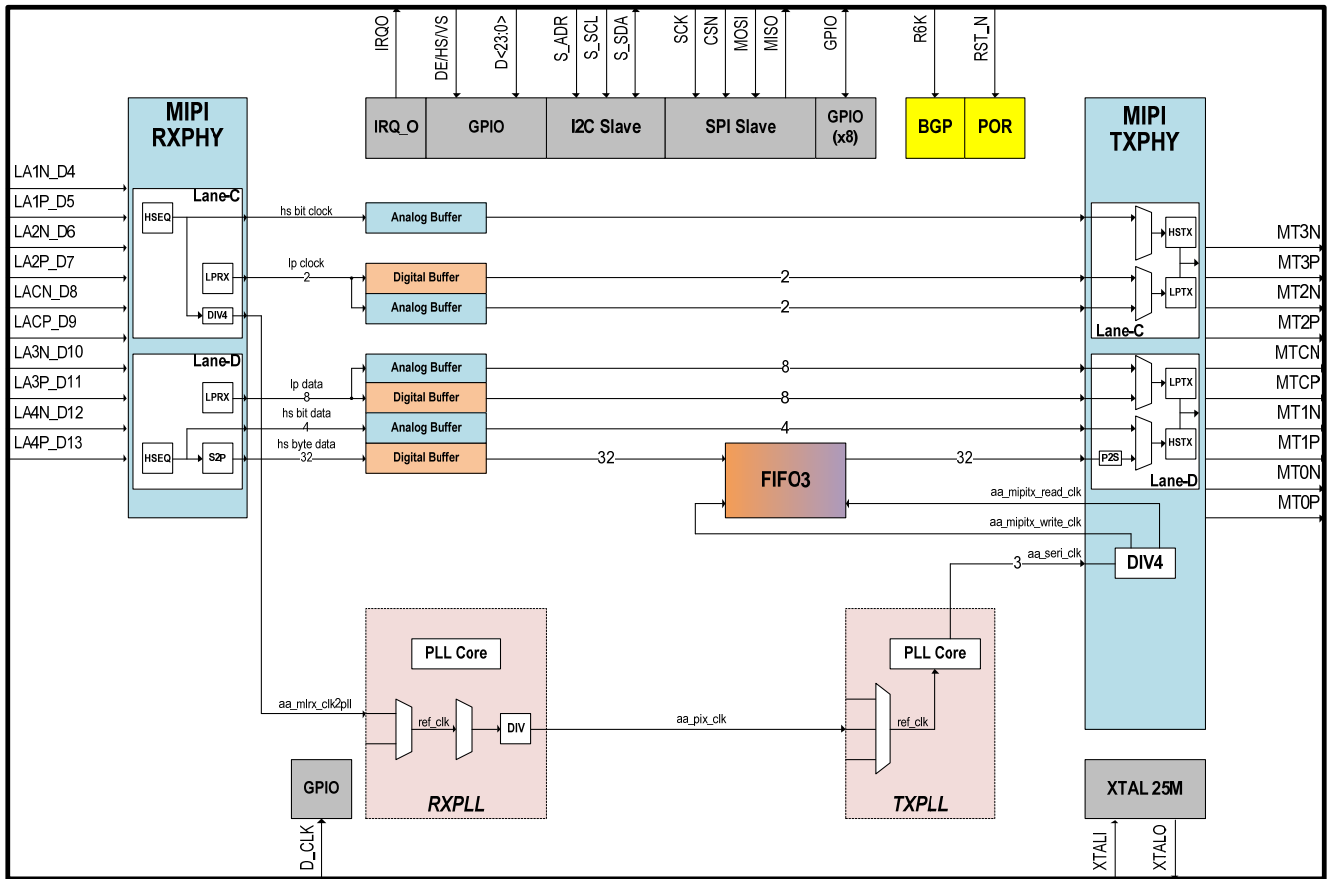 IRQO
DE/HS/VS
D<23:0>
S_ADR
S_SCL
S_SDA
SCK
CSN
MOSI
MISO
GPIO
R6K
RST_N
MIPI
RXPHY
IRQ_O
GPIO
I2C Slave
SPI Slave
GPIO
(x8)
BGP
POR
MIPI
TXPHY
LA1N_D4
LA1P_D5
LA2N_D6
LA2P_D7
LACN_D8
LACP_D9
LA3N_D10
LA3P_D11
LA4N_D12
LA4P_D13
Lane-C
HSEQ
LPRX
DIV4
Lane-D
LPRX
HSEQ
S2P
hs bit clock
lp clock
2
lp data
8
hs bit data
4
hs byte data
32
Analog Buffer
Digital Buffer
Analog Buffer
Analog Buffer
Digital Buffer
Analog Buffer
Digital Buffer
2
2
8
8
4
32
FIFO3
32
HSTX
LPTX
Lane-C
LPTX
HSTX
P2S
Lane-D
MT3N
MT3P
MT2N
MT2P
MTCN
MTCP
MT1N
MT1P
MT0N
MT0P
aa_mipitx_read_clk
aa_mipitx_write_clk
3
aa_seri_clk
DIV4
PLL Core
PLL Core
aa_mlrx_clk2pll
ref_clk
DIV
aa_pix_clk
ref_clk
RXPLL
TXPLL
GPIO
XTAL 25M
D_CLK
XTALI
XTALO